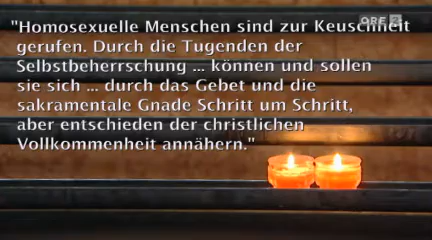 ORF 2
"Homosexuelle Menschen sind zur Keuschheit
gerufen. Durch die Tugenden der
Selbstbeherrschung ... können und sollen
sie sich ... durch das Gebet und die
sakramentale Gnade Schritt um Schritt,
aber entschieden der christlichen
Vollkommenheit annähern."